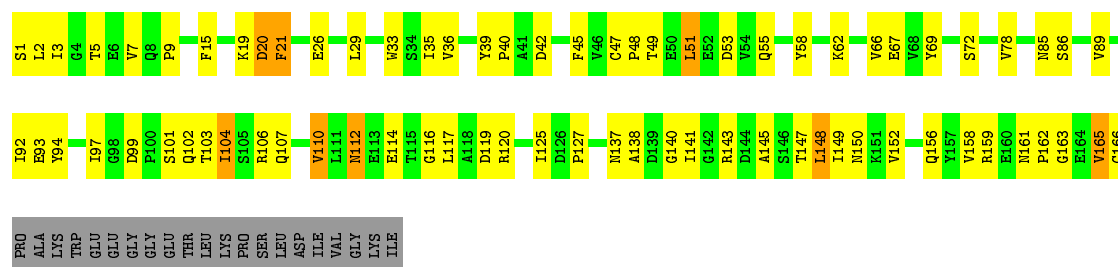 S1 L2 I3 G4 T5 E6 V7 Q8 P9 F15 K19 D20 F21 E26 L29 W33 S34 I35 V36 Y39 P40 A41 D42 F45 V46 C47 P48 T49 E50 L51 E52 D53 V54 Q55 Y58 K62 V66 E67 V68 Y69 S72 V78 N85 S86 V89
I92 E93 Y94 I97 G98 D99 P100 S101 Q102 T103 I104 S105 R106 Q107 V110 L111 N112 E113 E114 T115 G116 L117 A118 D119 R120 I125 D126 P127 N137 A138 D139 G140 I141 G142 R143 D144 A145 S146 T147 L148 I149 N150 K151 V152 Q156 Y157 V158 R159 E160 N161 P162 G163 E164 V165 C166
PRO ALA LYS TRP GLU GLU GLY GLY GLU THR LEU LYS PRO SER LEU ASP ILE VAL GLY LYS ILE